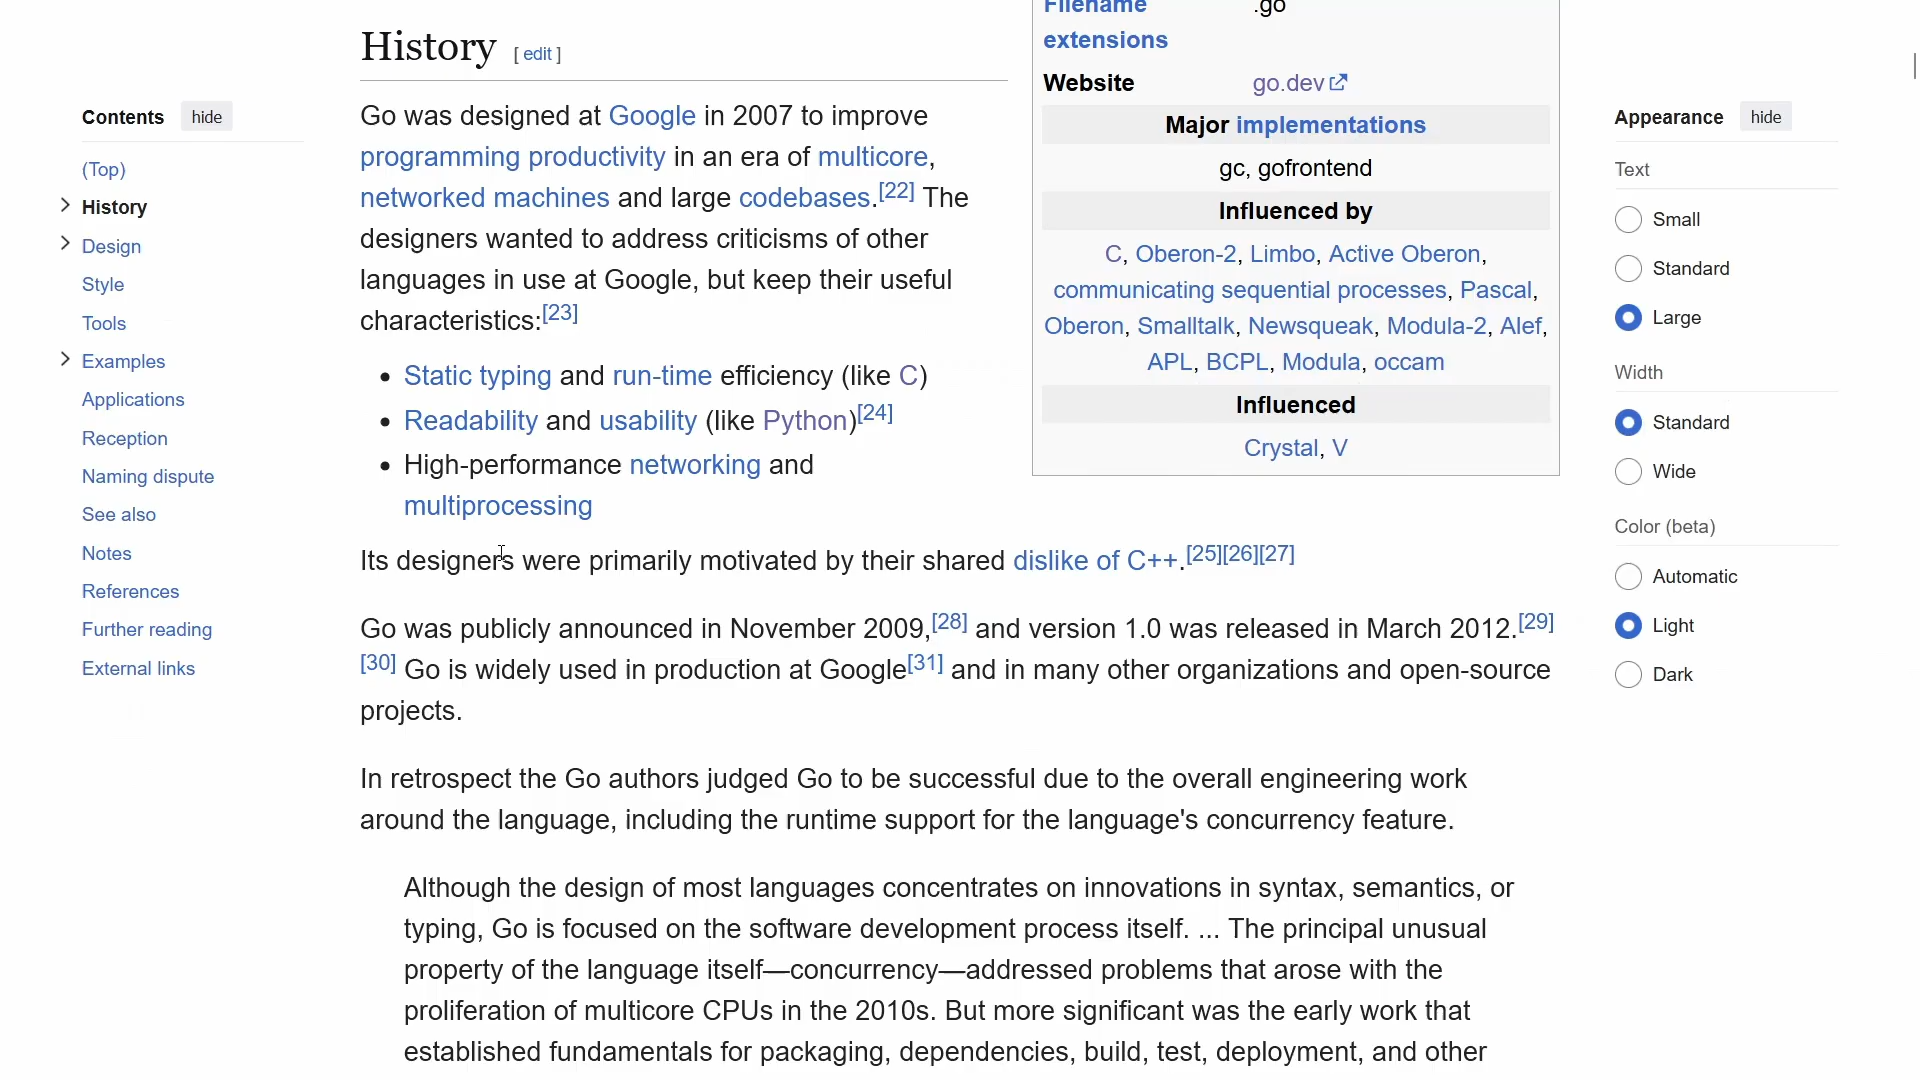 Contents hide
(Top)
History
Design
Style
Tools
Examples
Applications
Reception
Naming dispute
See also
Notes
References
Further reading
External links
History [ edit ]
Go was designed at Google in 2007 to improve
programming productivity in an era of multicore,
networked machines and large codebases.[22] The
designers wanted to address criticisms of other
languages in use at Google, but keep their useful
characteristics:[23]
• Static typing and run-time efficiency (like C)
• Readability and usability (like Python)[24]
• High-performance networking and
multiprocessing
Its designers were primarily motivated by their shared dislike of C++.[25][26][27]
Go was publicly announced in November 2009,[28] and version 1.0 was released in March 2012.[29]
[30] Go is widely used in production at Google[31] and in many other organizations and open-source
projects.
In retrospect the Go authors judged Go to be successful due to the overall engineering work
around the language, including the runtime support for the language's concurrency feature.
Although the design of most languages concentrates on innovations in syntax, semantics, or
typing, Go is focused on the software development process itself. ... The principal unusual
property of the language itself—concurrency—addressed problems that arose with the
proliferation of multicore CPUs in the 2010s. But more significant was the early work that
established fundamentals for packaging, dependencies, build, test, deployment, and other
Filename .go
extensions
Website go.dev
Major implementations
gc, gofrontend
Influenced by
C, Oberon-2, Limbo, Active Oberon,
communicating sequential processes, Pascal,
Oberon, Smalltalk, Newsqueak, Modula-2, Alef,
APL, BCPL, Modula, occam
Influenced
Crystal, V
Appearance hide
Text
Small
Standard
Large
Width
Standard
Wide
Color (beta)
Automatic
Light
Dark